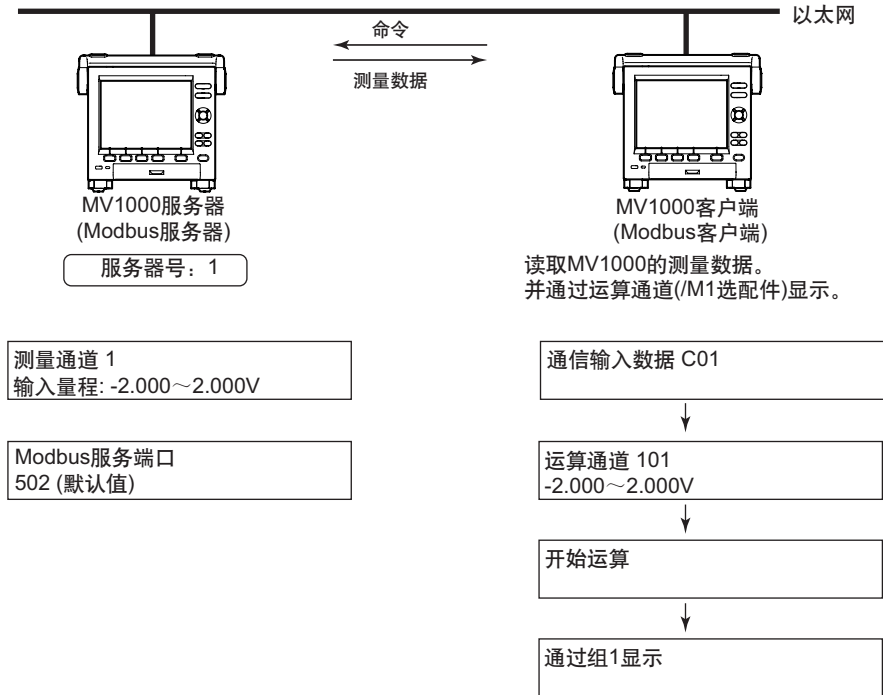 以太网
命令
测量数据
MV1000服务器
(Modbus服务器)
服务器号：1
MV1000客户端
(Modbus客户端)
读取MV1000的测量数据。
并通过运算通道(/M1选配件)显示。
测量通道 1
输入量程: -2.000～2.000V
Modbus服务端口
502 (默认值)
通信输入数据 C01
运算通道 101
-2.000～2.000V
开始运算
通过组1显示